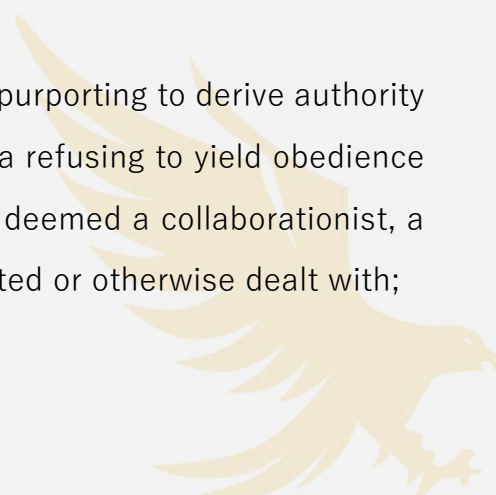 purporting to derive authority
a refusing to yield obedience
deemed a collaborationist, a
ted or otherwise dealt with;